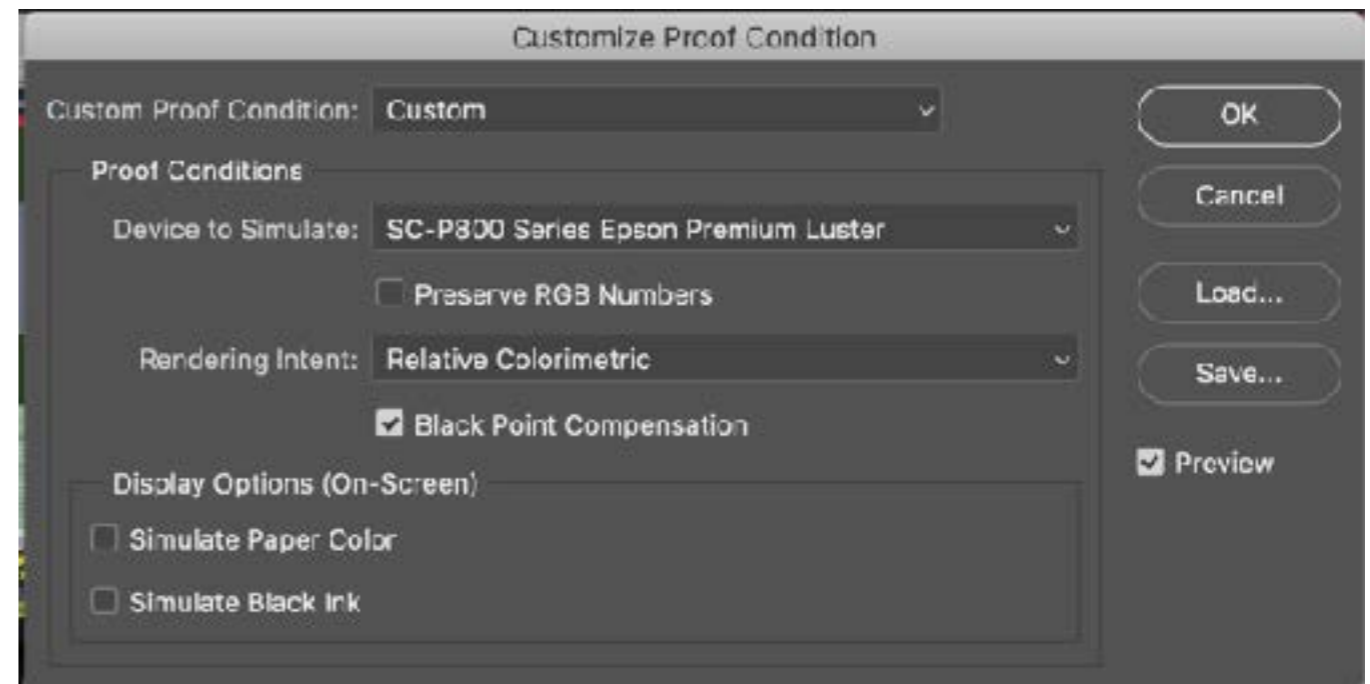 Customize Proof Condition
Custom Proof Condition: Custom
OK
Proof Conditions
Cancel
Device to Simulate: SC-P800 Series Epson Premium Luster
Preserve RGB Numbers
Load...
Rendering Intent: Relative Colorimetric
Save...
Black Point Compensation
Preview
Display Options (On-Screen)
Simulate Paper Color
Simulate Black Ink